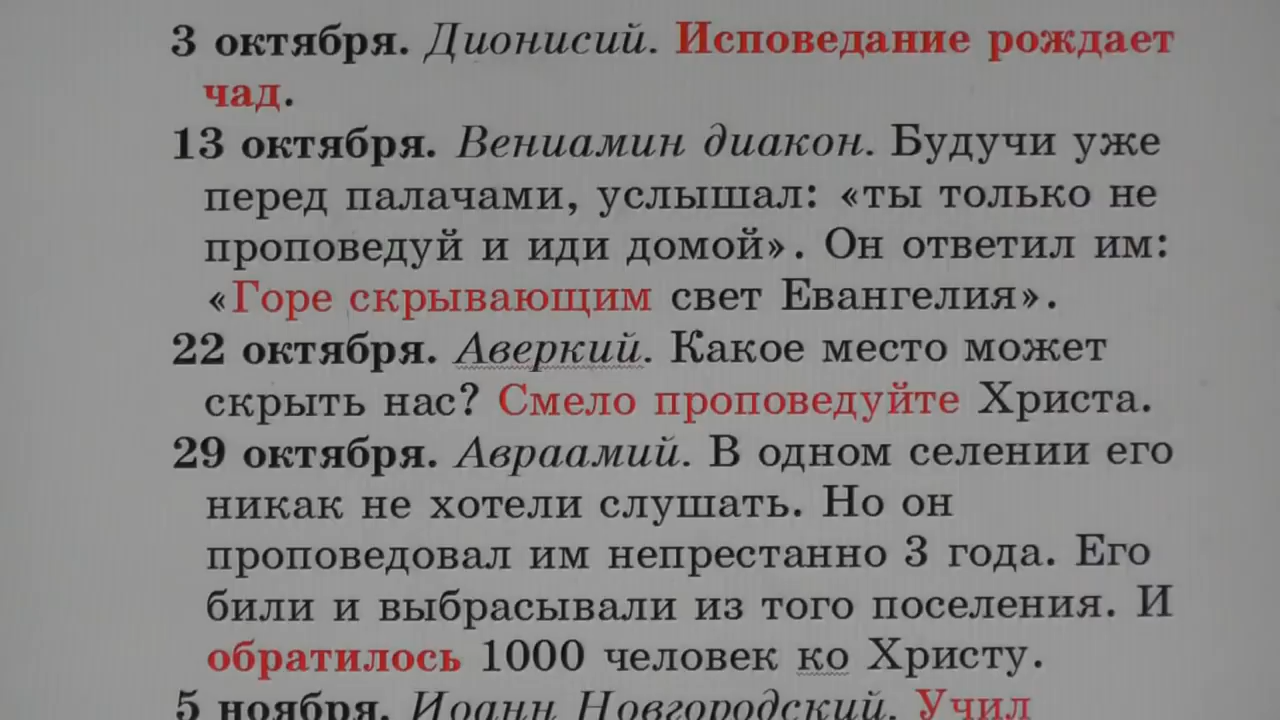 3 октября. Дионисий. Исповедание рождает
чад.
13 октября. Вениамин диакон. Будучи уже
перед палачами, услышал: «ты только не
проповедуй и иди домой». Он ответил им:
«Горе скрывающим свет Евангелия».
22 октября. Аверкий. Какое место может
скрыть нас? Смело проповедуйте Христа.
29 октября. Авраамий. В одном селении его
никак не хотели слушать. Но он
проповедовал им непрестанно 3 года. Его
били и выбрасывали из того поселения. И
обратилось 1000 человек ко Христу.
5 ноября. Иоанн Новгородский. Учил